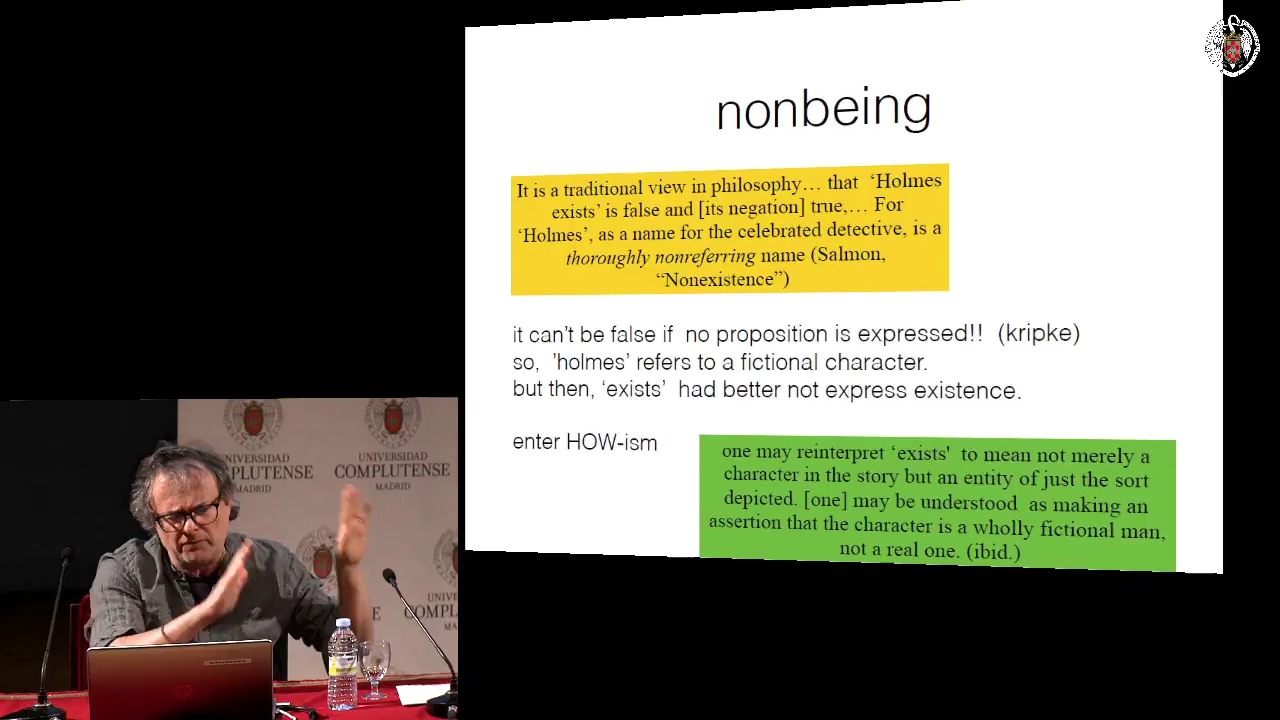 nonbeing
It is a traditional view in philosophy… that ‘Holmes
exists’ is false and [its negation] true,… For
‘Holmes’, as a name for the celebrated detective, is a
thoroughly nonreferring name (Salmon,
“Nonexistence”)
it can’t be false if no proposition is expressed!! (kripke)
so, ’holmes’ refers to a fictional character.
but then, ‘exists’ had better not express existence.
enter HOW-ism
one may reinterpret ‘exists' to mean not merely a
character in the story but an entity of just the sort
depicted. [one] may be understood as making an
assertion that the character is a wholly fictional man,
not a real one. (ibid.)
UNIVERSIDAD
COMPLUTENSE
MADRID
UNIVERSIDAD
COMPLUTENSE
MADRID